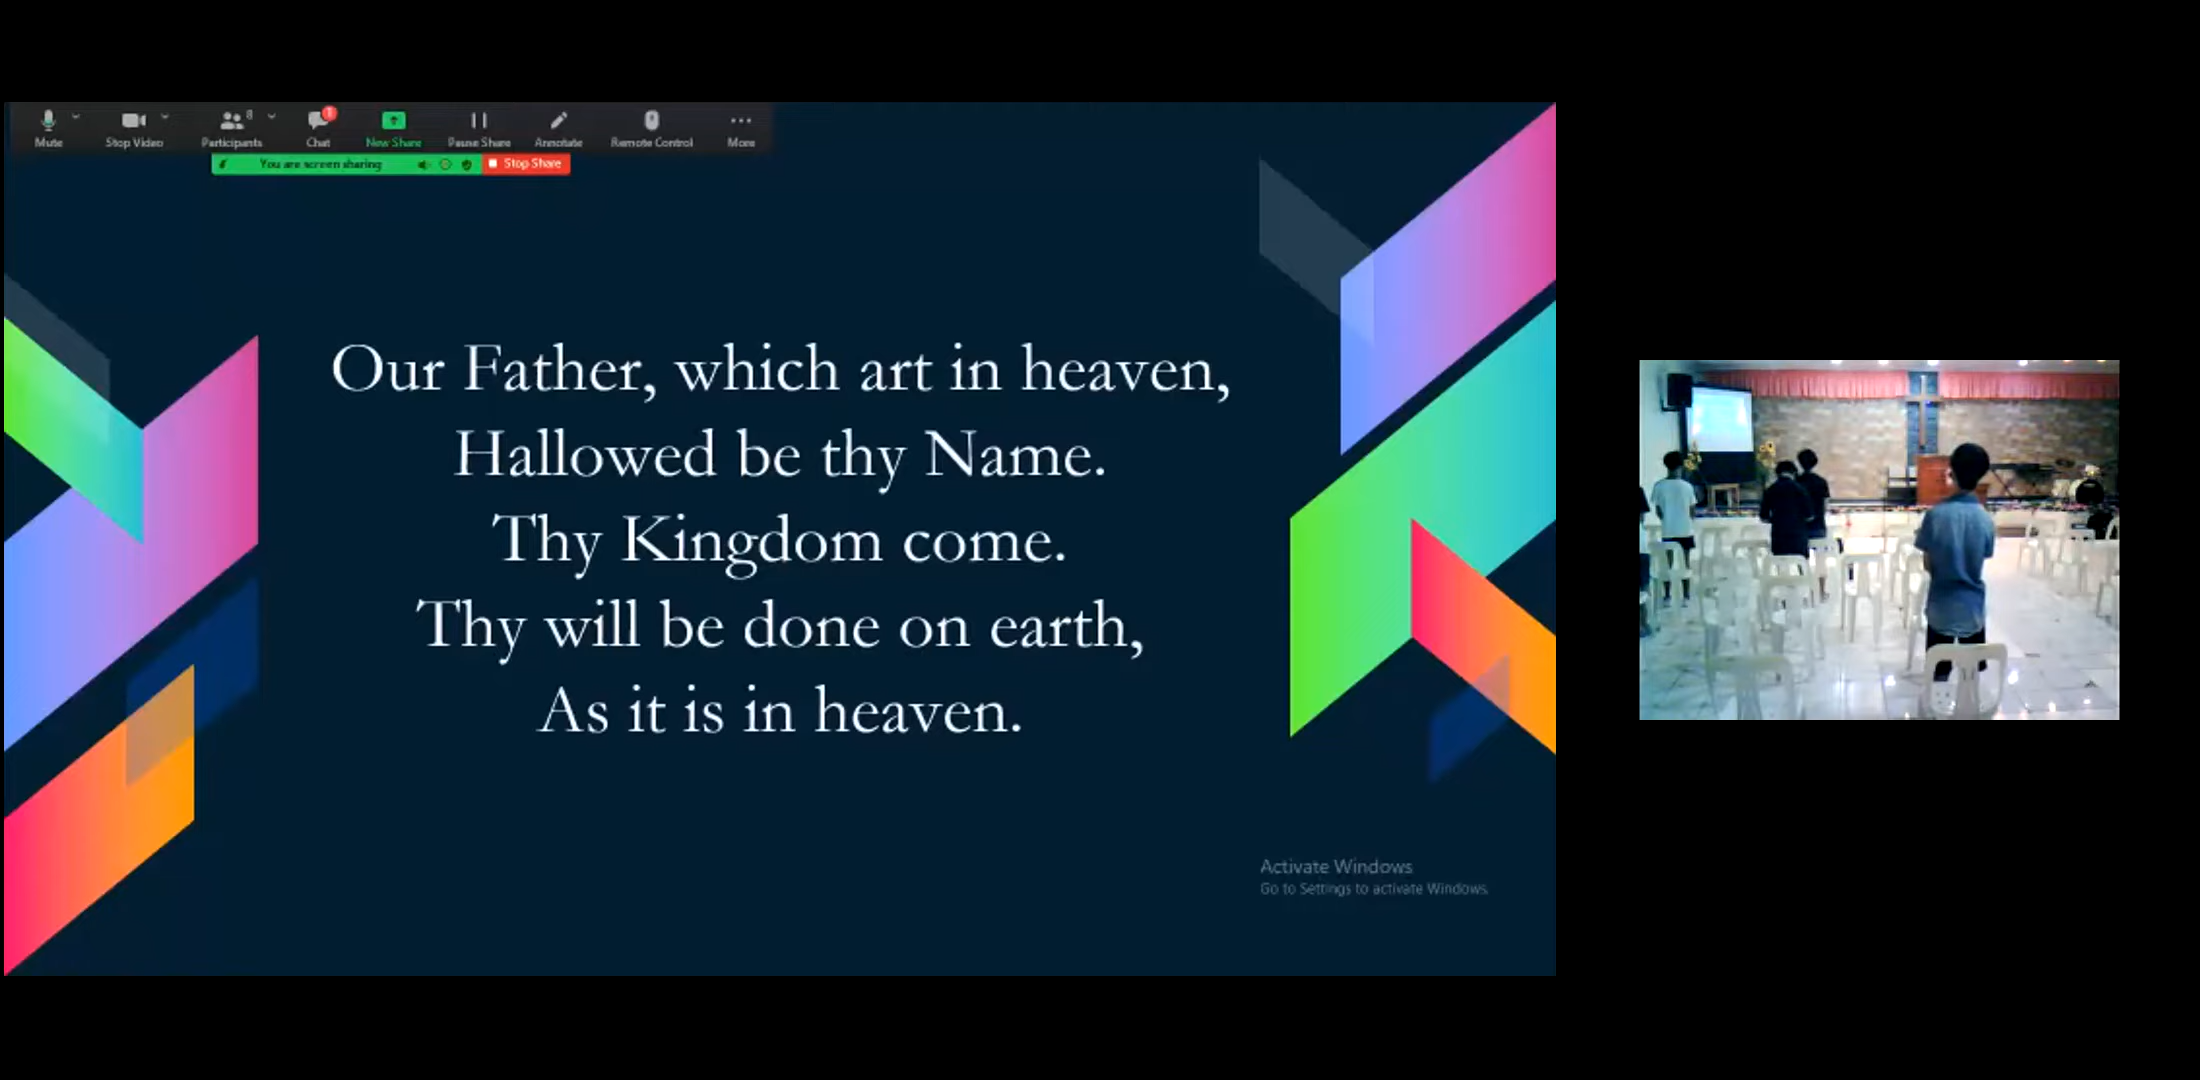 Mute
Stop Video
Participants
8
Chat
1
New Share
Pause Share
Annotate
Remote Control
More
You are screen sharing
Stop Share
Our Father, which art in heaven,
Hallowed be thy Name.
Thy Kingdom come.
Thy will be done on earth,
As it is in heaven.
Activate Windows
Go to Settings to activate Windows.